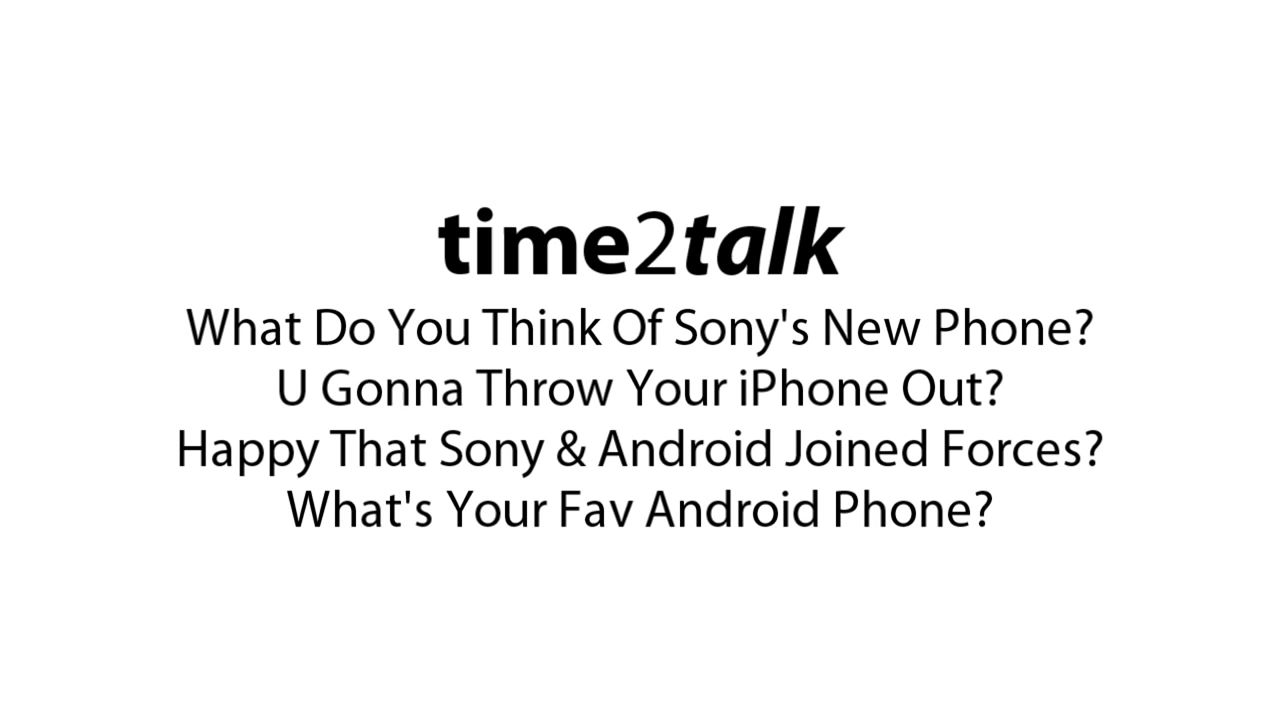 time2talk
What Do You Think Of Sony's New Phone?
U Gonna Throw Your iPhone Out?
Happy That Sony & Android Joined Forces?
What's Your Fav Android Phone?